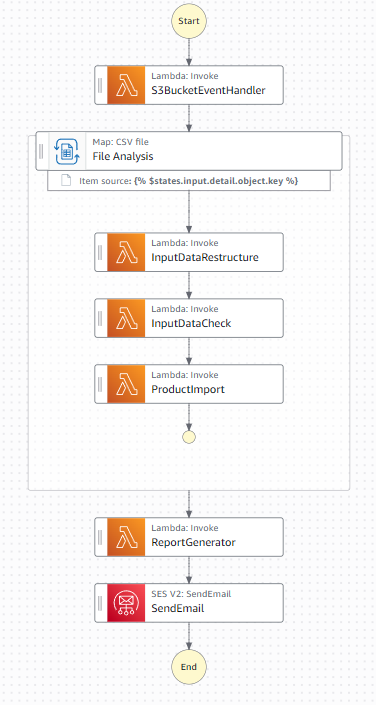 Start
Lambda: Invoke
S3BucketEventHandler
Map: CSV file
File Analysis
Item source: {% $states.input.detail.object.key %}
Lambda: Invoke
InputDataRestructure
Lambda: Invoke
InputDataCheck
Lambda: Invoke
ProductImport
Lambda: Invoke
ReportGenerator
SES V2: SendEmail
SendEmail
End